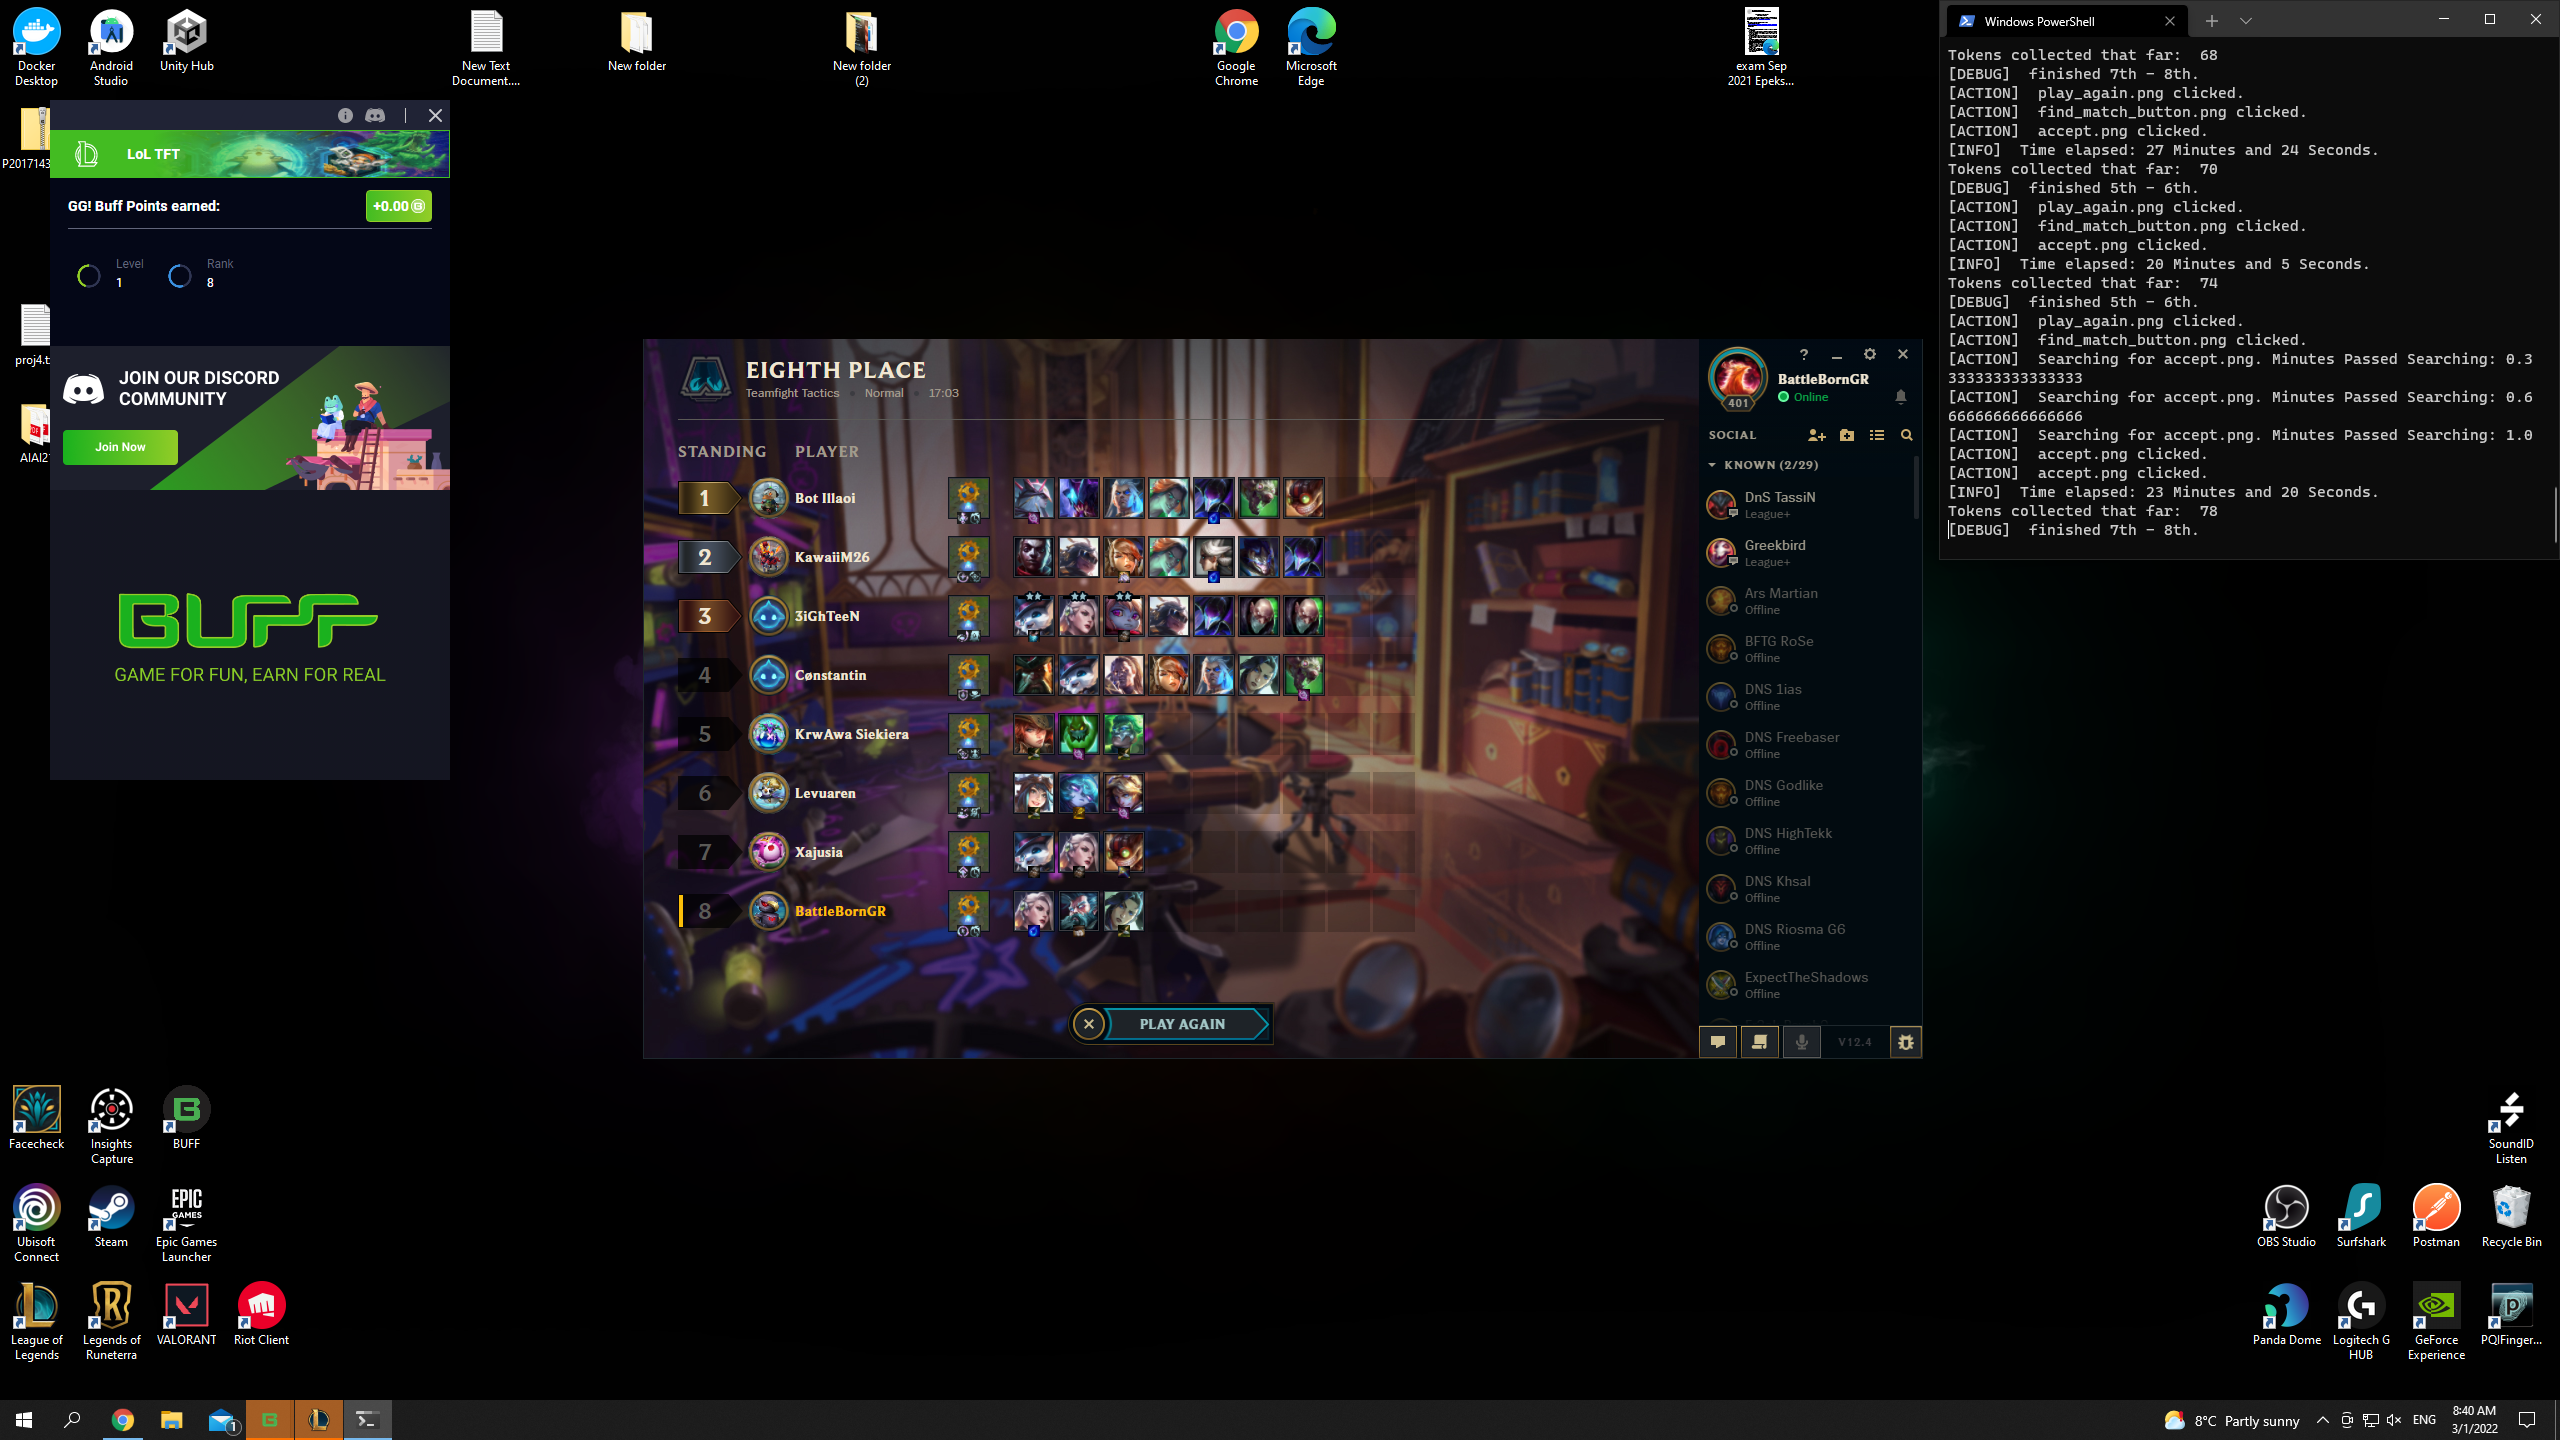 Docker
Desktop
Android
Studio
Unity Hub
New Text
Document....
New folder
New folder
(2)
Google
Chrome
Microsoft
Edge
exam Sep
2021 Epeks...
P2017143
proj4.t
AIAI2
LoL TFT
GG! Buff Points earned:
+0.00
Level
1
Rank
8
JOIN OUR DISCORD
COMMUNITY
Join Now
BUFF
GAME FOR FUN, EARN FOR REAL
EIGHTH PLACE
Teamfight Tactics • Normal • 17:03
STANDING PLAYER
1 Bot Illaoi
2 KawaiiM26
3 3iGhTeeN
4 Cønstantin
5 KrwAwa Siekiera
6 Levuaren
7 Xajusia
8 BattleBornGR
PLAY AGAIN
BattleBornGR
Online
401
SOCIAL
KNOWN (2/29)
DnS TassiN
League+
Greekbird
League+
Ars Martian
Offline
BFTG RoSe
Offline
DNS 1ias
Offline
DNS Freebaser
Offline
DNS Godlike
Offline
DNS HighTekk
Offline
DNS Khsal
Offline
DNS Riosma G6
Offline
ExpectTheShadows
Offline
V12.4
Windows PowerShell
Tokens collected that far:  68
[DEBUG]  finished 7th - 8th.
[ACTION]  play_again.png clicked.
[ACTION]  find_match_button.png clicked.
[ACTION]  accept.png clicked.
[INFO]  Time elapsed: 27 Minutes and 24 Seconds.
Tokens collected that far:  70
[DEBUG]  finished 5th - 6th.
[ACTION]  play_again.png clicked.
[ACTION]  find_match_button.png clicked.
[ACTION]  accept.png clicked.
[INFO]  Time elapsed: 20 Minutes and 5 Seconds.
Tokens collected that far:  74
[DEBUG]  finished 5th - 6th.
[ACTION]  play_again.png clicked.
[ACTION]  find_match_button.png clicked.
[ACTION]  Searching for accept.png. Minutes Passed Searching: 0.3
333333333333333
[ACTION]  Searching for accept.png. Minutes Passed Searching: 0.6
666666666666666
[ACTION]  Searching for accept.png. Minutes Passed Searching: 1.0
[ACTION]  accept.png clicked.
[ACTION]  accept.png clicked.
[INFO]  Time elapsed: 23 Minutes and 20 Seconds.
Tokens collected that far:  78
[DEBUG]  finished 7th - 8th.
Facecheck
Insights
Capture
BUFF
Ubisoft
Connect
Steam
EPIC
GAMES
Epic Games
Launcher
League of
Legends
Legends of
Runeterra
VALORANT
Riot Client
SoundID
Listen
OBS Studio
Surfshark
Postman
Recycle Bin
Panda Dome
Logitech G
HUB
GeForce
Experience
PQIFinger...
1
8°C Partly sunny
ENG
8:40 AM
3/1/2022